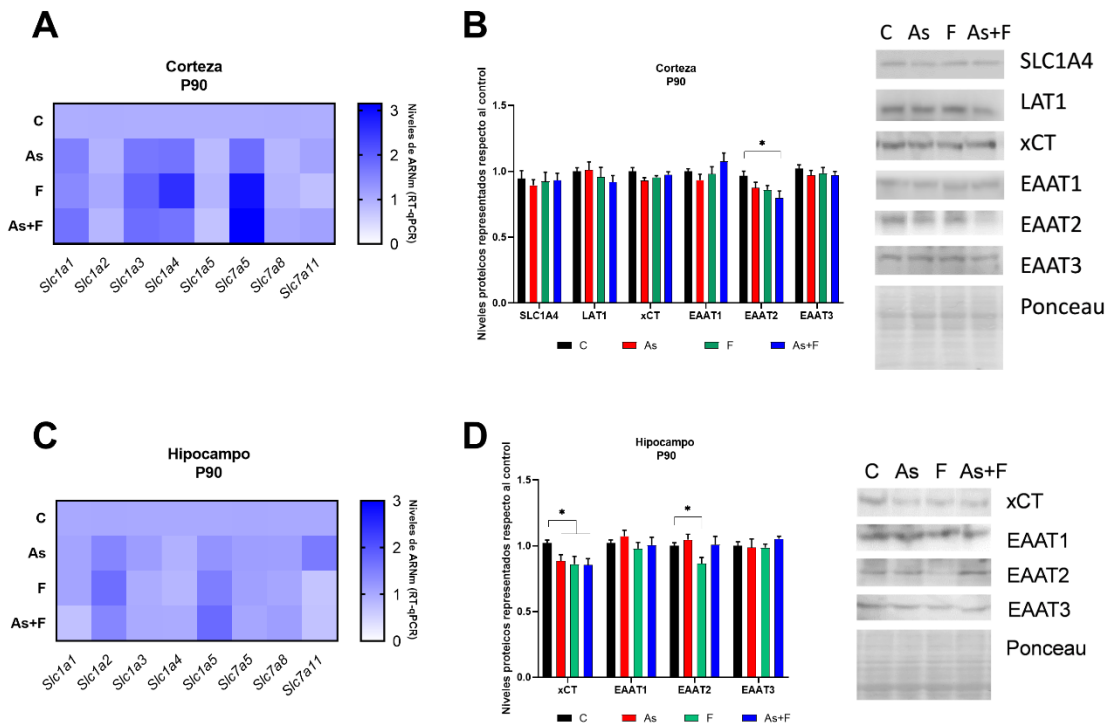 A
Corteza
P90
C
As
F
As+F
Slc1a1
Slc1a2
Slc1a3
Slc1a4
Slc1a5
Slc7a5
Slc7a8
Slc7a11
3
2
1
0
Niveles de ARNm (RT-qPCR)
B
Corteza
P90
Niveles proteicos representados respecto al control
1.5
1.0
0.5
0.0
*
SLC1A4 LAT1 xCT EAAT1 EAAT2 EAAT3
C As F As+F
C As F As+F
SLC1A4
LAT1
xCT
EAAT1
EAAT2
EAAT3
Ponceau
C
Hipocampo
P90
C
As
F
As+F
Slc1a1
Slc1a2
Slc1a3
Slc1a4
Slc1a5
Slc7a5
Slc7a8
Slc7a11
3
2
1
0
Niveles de ARNm (RT-qPCR)
D
Hipocampo
P90
Niveles proteicos representados respecto al control
1.5
1.0
0.5
0.0
*
*
xCT EAAT1 EAAT2 EAAT3
C As F As+F
C As F As+F
xCT
EAAT1
EAAT2
EAAT3
Ponceau